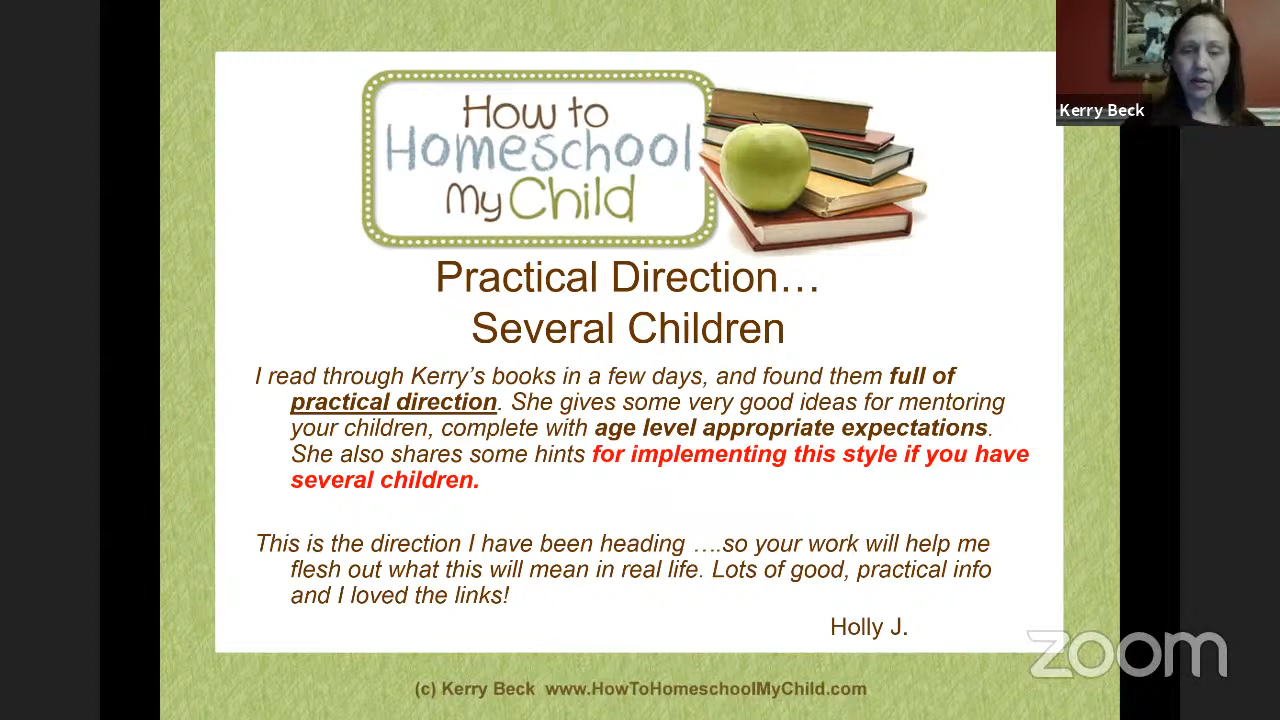 Kerry Beck
How to
Homeschool
My Child
Practical Direction…
Several Children
I read through Kerry's books in a few days, and found them full of
practical direction. She gives some very good ideas for mentoring
your children, complete with age level appropriate expectations.
She also shares some hints for implementing this style if you have
several children.
This is the direction I have been heading ….so your work will help me
flesh out what this will mean in real life. Lots of good, practical info
and I loved the links!
Holly J.
zoom
(c) Kerry Beck www.HowToHomeschoolMyChild.com